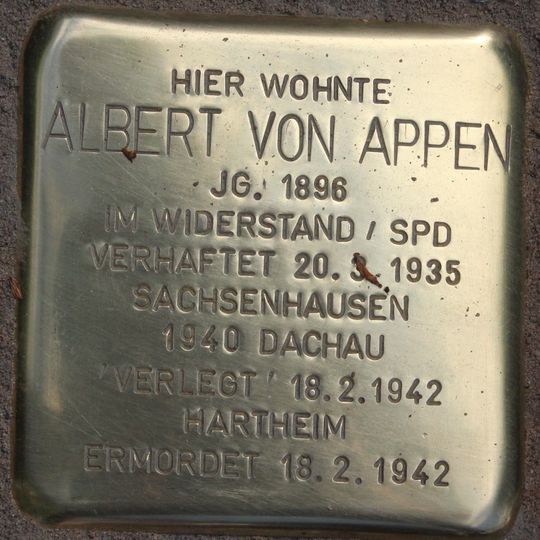 HIER WOHNTE
ALBERT VON APPEN
JG. 1896
IM WIDERSTAND / SPD
VERHAFTET 20. 1935
SACHSENHAUSEN
1940 DACHAU
'VERLEGT' 18.2.1942
HARTHEIM
ERMORDET 18.2.1942